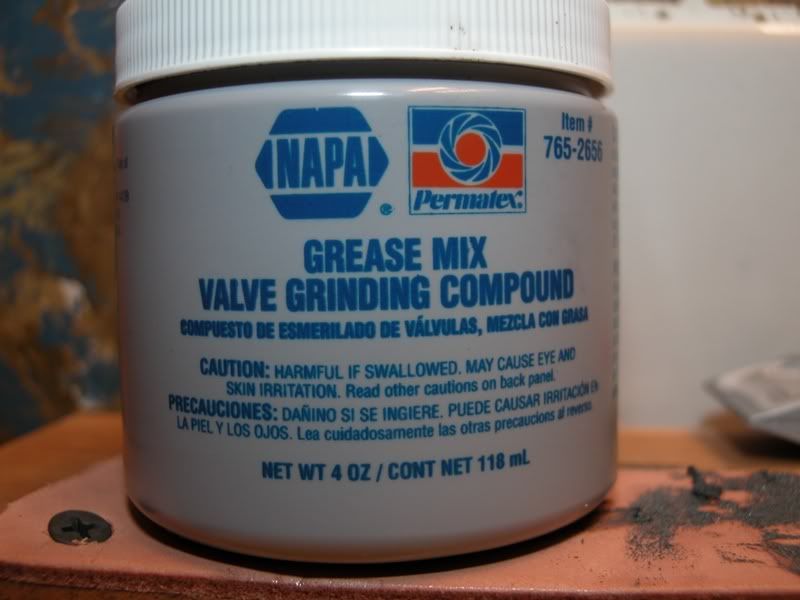 NAPA
Permatex.
Item #
765-2656
GREASE MIX
VALVE GRINDING COMPOUND
COMPUESTO DE ESMERILADO DE VÁLVULAS, MEZCLA CON GRASA
CAUTION: HARMFUL IF SWALLOWED. MAY CAUSE EYE AND
SKIN IRRITATION. Read other cautions on back panel.
PRECAUCIONES: DAÑINO SI SE INGIERE. PUEDE CAUSAR IRRITACIÓN EN
LA PIEL Y LOS OJOS. Lea cuidadosamente las otras precauciones al reverso.
NET WT 4 OZ / CONT NET 118 mL